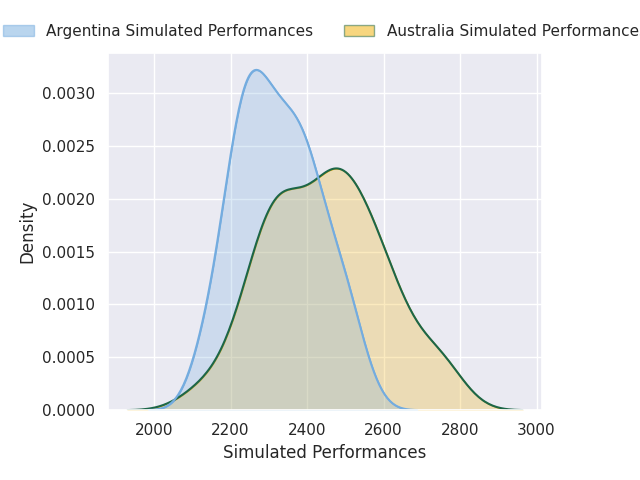 Argentina Simulated Performances
Australia Simulated Performance
0.0030
0.0025
0.0020
0.0015
0.0010
0.0005
0.0000
Density
2000 2200 2400 2600 2800 3000
Simulated Performances